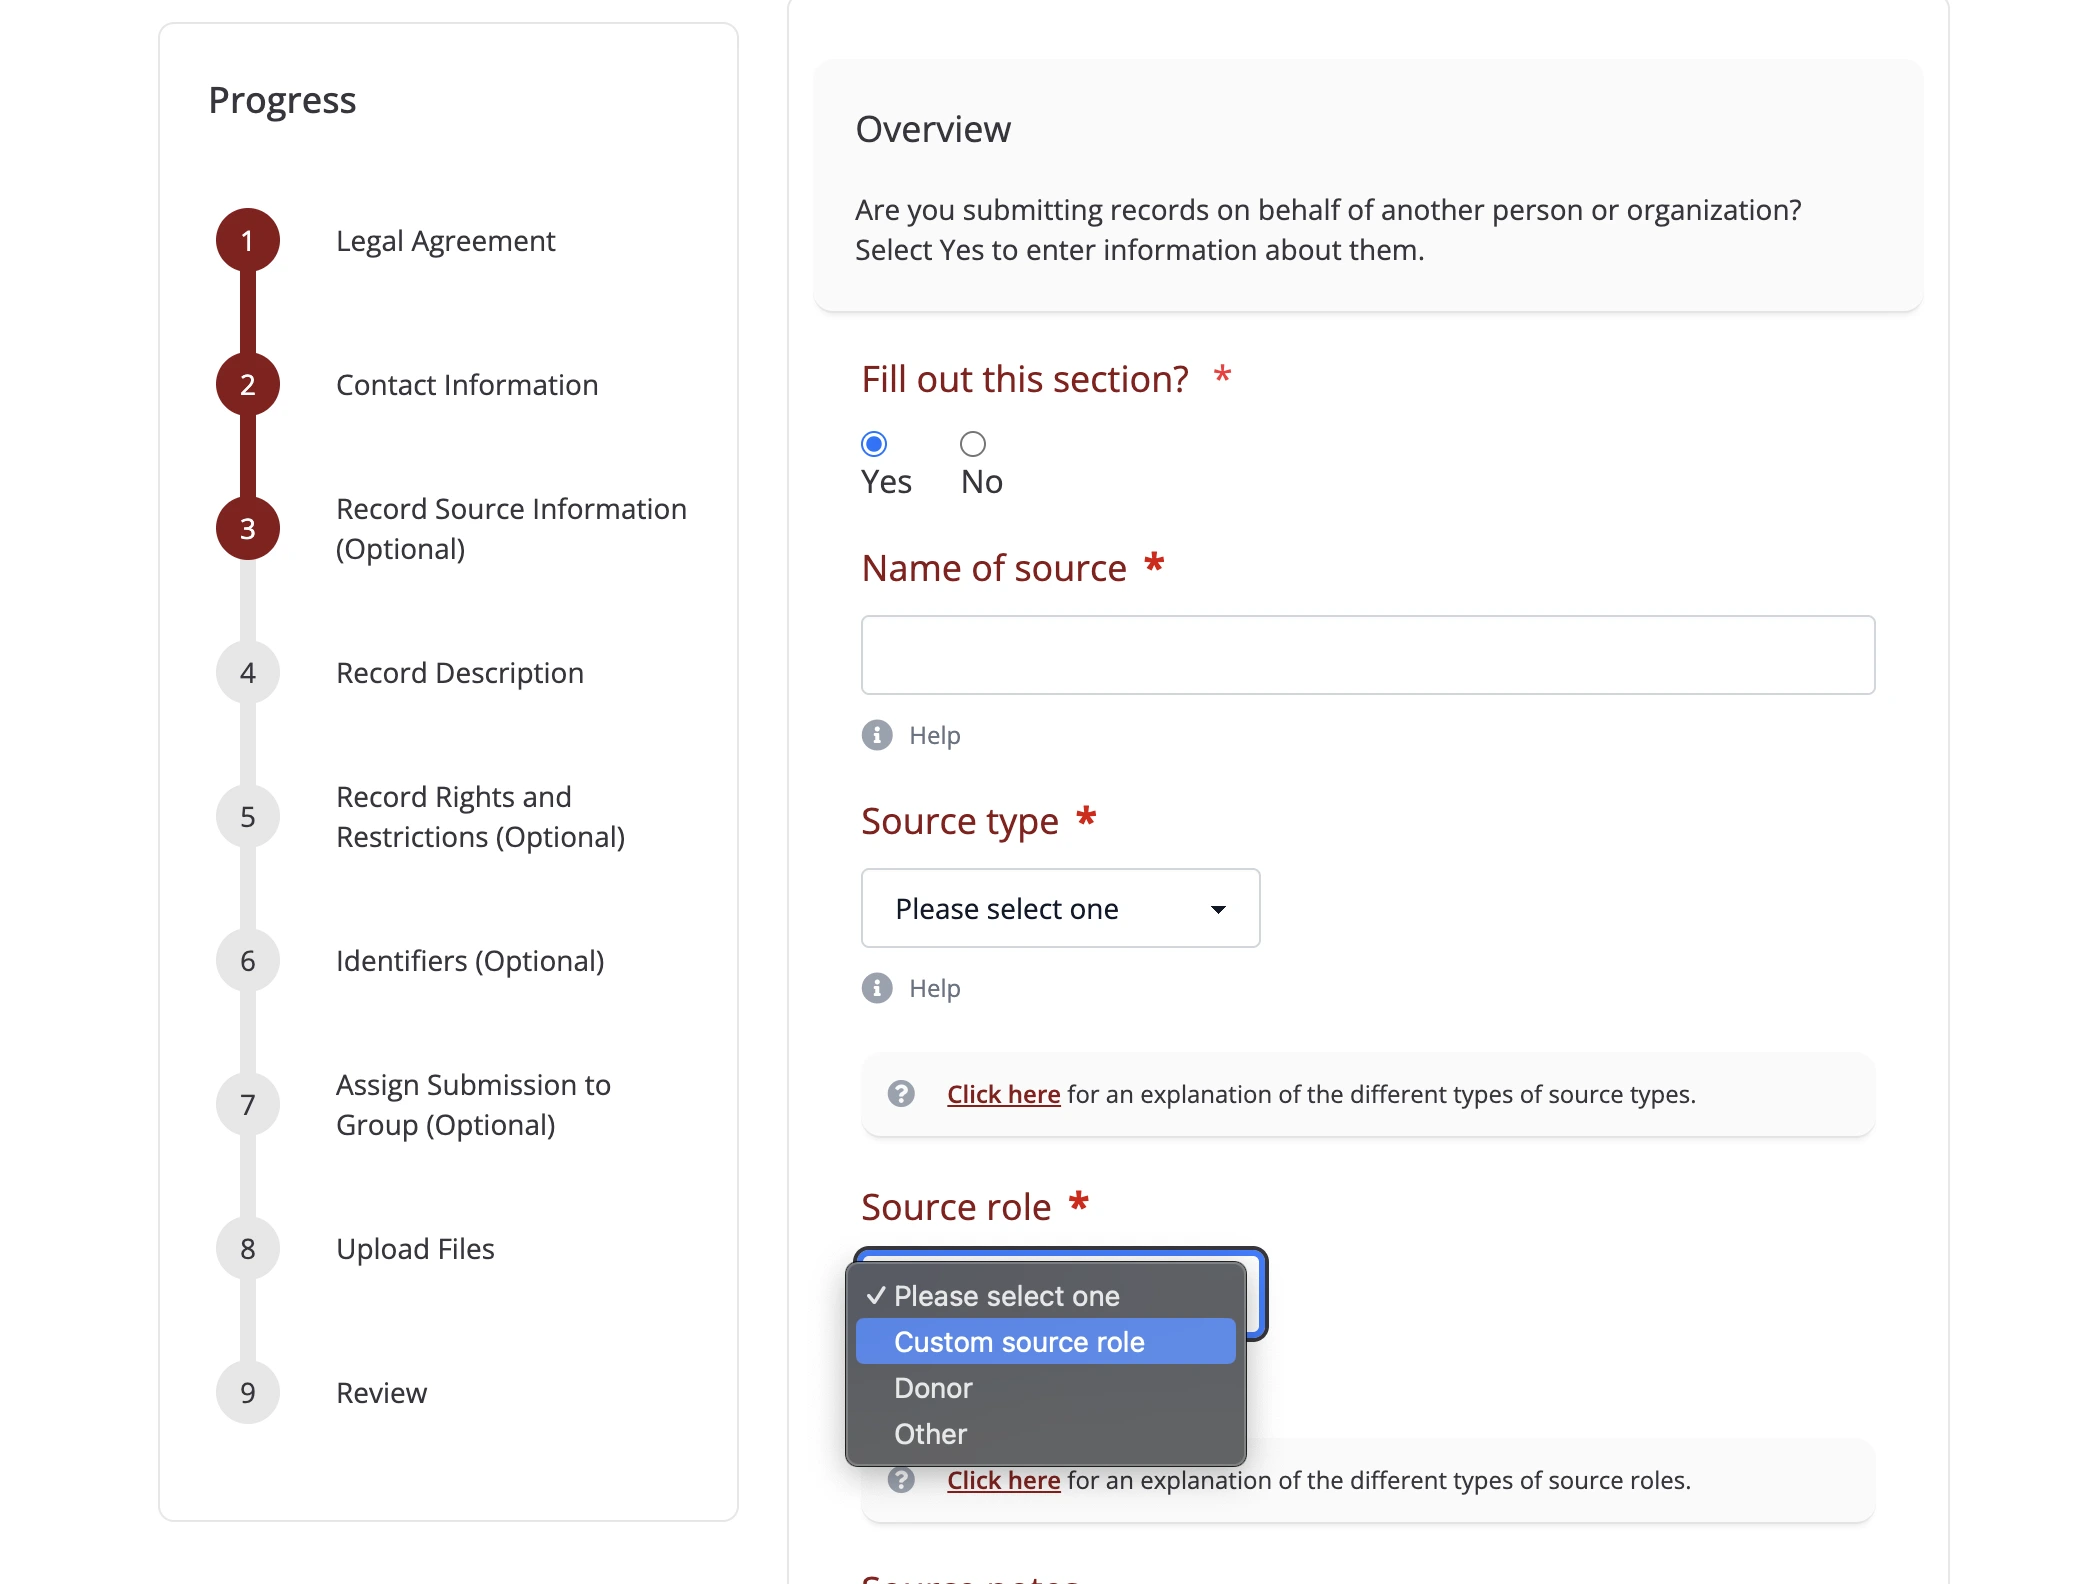 Progress
1
Legal Agreement
2
Contact Information
3
Record Source Information
(Optional)
4
Record Description
5
Record Rights and
Restrictions (Optional)
6
Identifiers (Optional)
7
Assign Submission to
Group (Optional)
8
Upload Files
9
Review
Overview
Are you submitting records on behalf of another person or organization?
Select Yes to enter information about them.
Fill out this section? *
Yes No
Name of source *
Help
Source type *
Please select one
Help
Click here for an explanation of the different types of source types.
Source role *
✓ Please select one
Custom source role
Donor
Other
Click here for an explanation of the different types of source roles.
Source notes